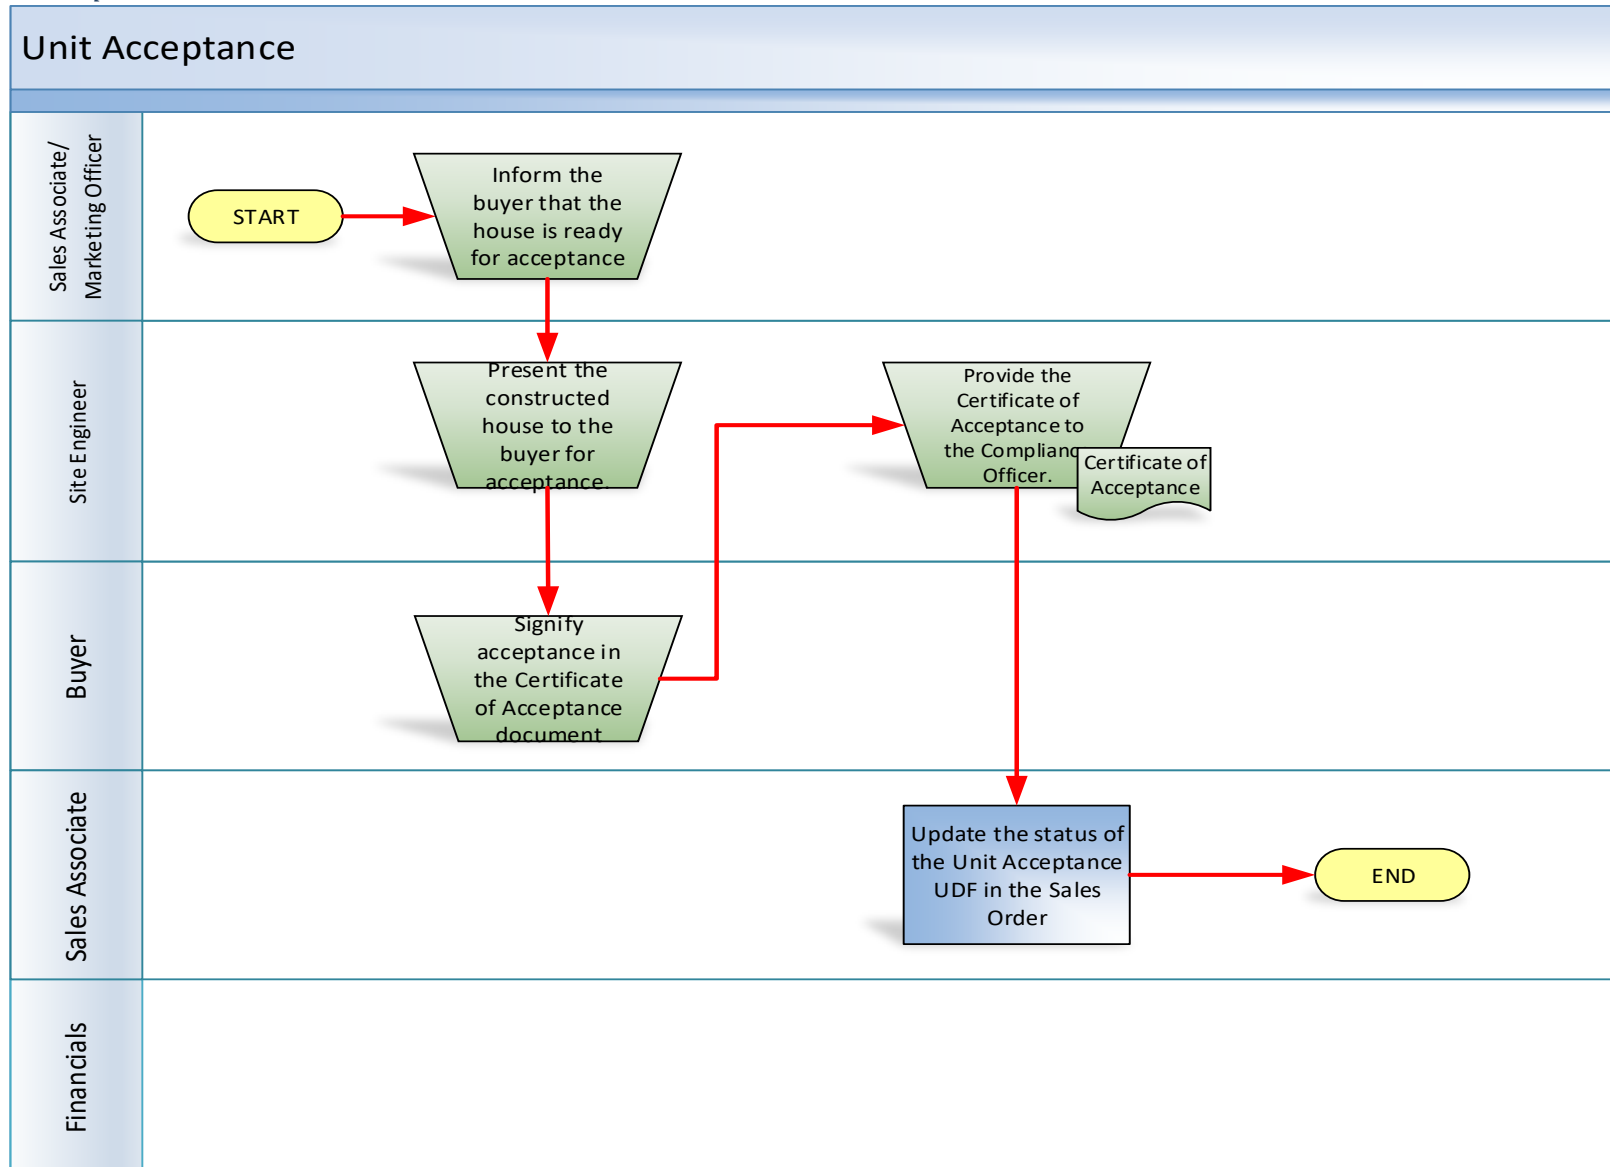 Unit Acceptance
Sales Associate/
Marketing Officer
START
Inform the
buyer that the
house is ready
for acceptance
Site Engineer
Present the
constructed
house to the
buyer for
acceptance.
Provide the
Certificate of
Acceptance to
the Compliance
Officer.
Certificate of
Acceptance
Buyer
Signify
acceptance in
the Certificate
of Acceptance
document
Sales Associate
Update the status of
the Unit Acceptance
UDF in the Sales
Order
END
Financials